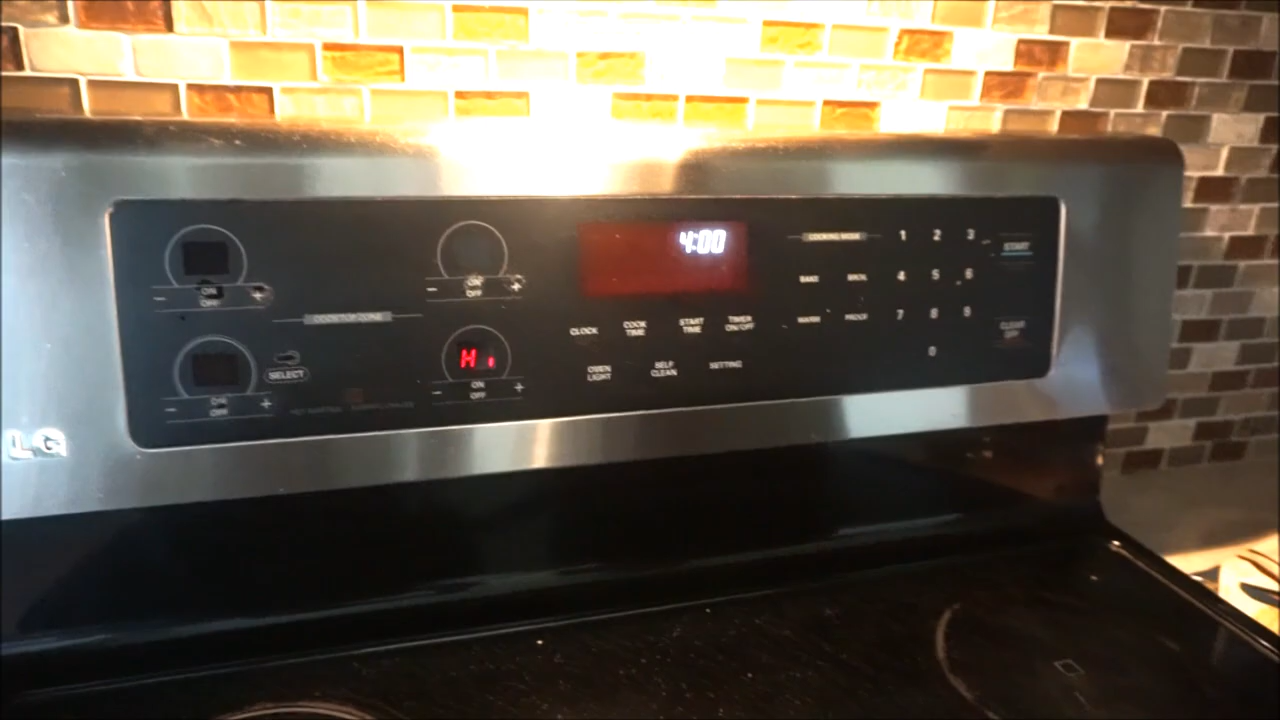 4:00
COOKING MODE
1 2 3
START
ON
OFF
ON
OFF
BAKE
BROIL
4 5 6
COOKTOP ZONE
CLOCK
COOK
TIME
START
TIME
TIMER
ON/OFF
WARM
PROOF
7 8 9
CLEAR
OFF
0
Hi
SELECT
OVEN
LIGHT
SELF
CLEAN
SETTING
ON
OFF
ON
OFF
LG